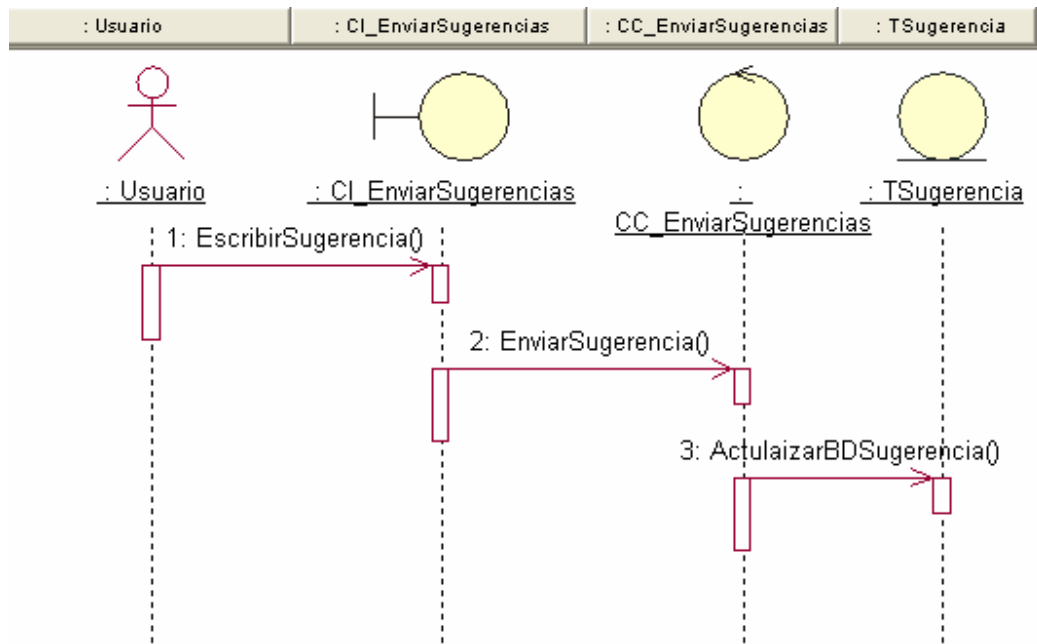 : Usuario
: CI_EnviarSugerencias
: CC_EnviarSugerencias
: TSugerencia
: Usuario
: CI_EnviarSugerencias
:
CC_EnviarSugerencias
: TSugerencia
1: EscribirSugerencia()
2: EnviarSugerencia()
3: ActulaizarBDSugerencia()